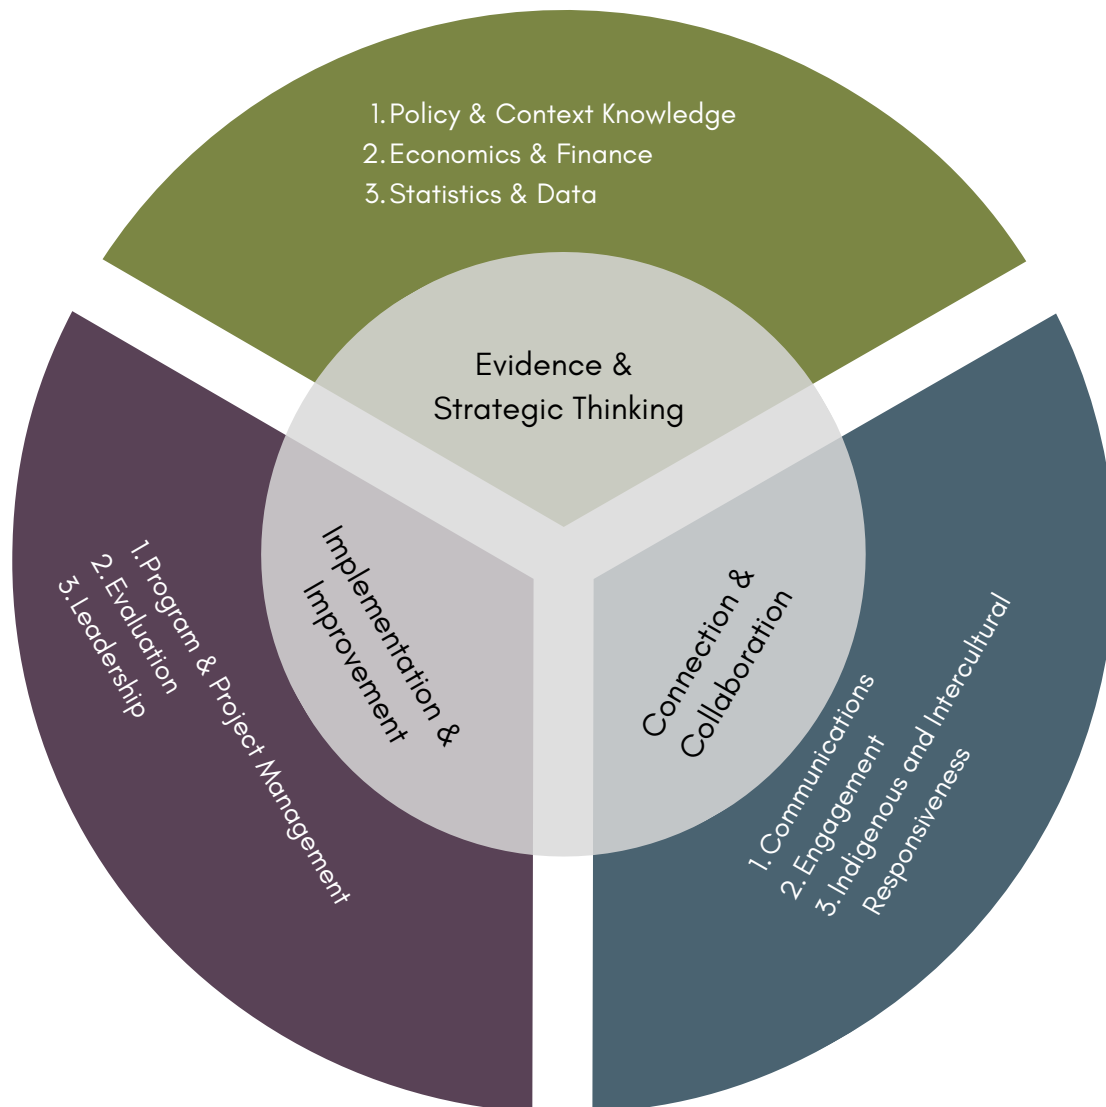 1.Policy & Context Knowledge
2.Economics & Finance
3.Statistics & Data
Evidence &
Strategic Thinking
Connection &
Collaboration
1.Communications
2.Engagement
3.Indigenous and Intercultural
Responsiveness
Implementation &
Improvement
1.Program & Project Management
2.Evaluation
3.Leadership